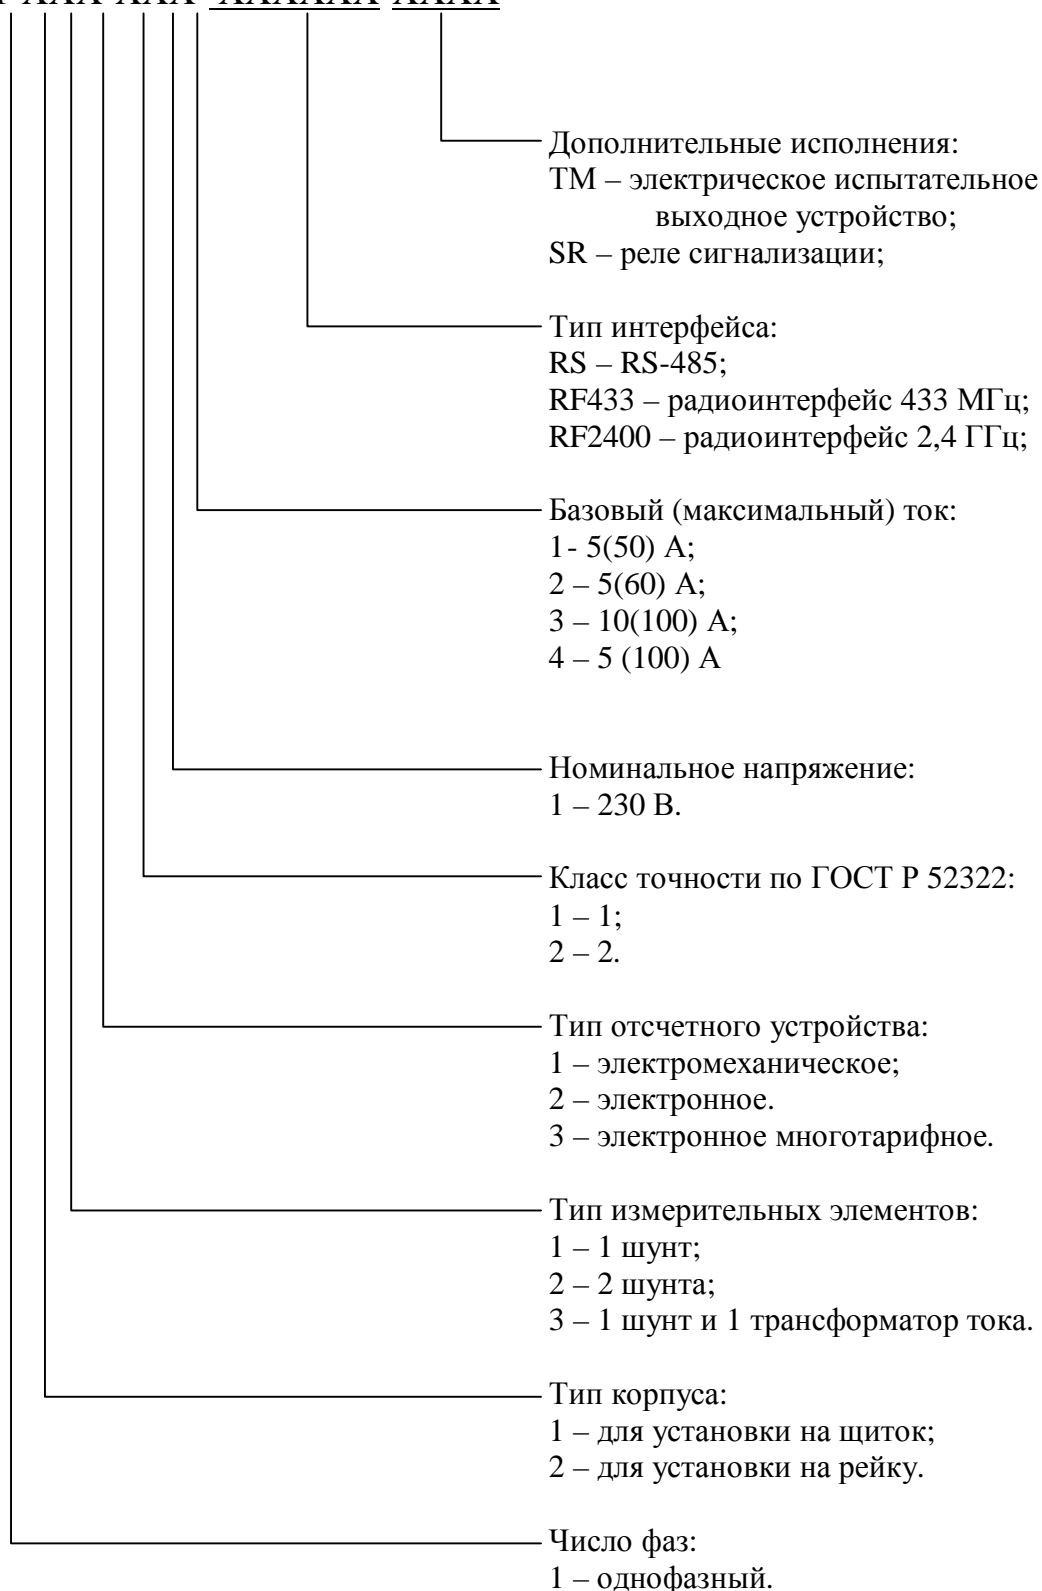 Дополнительные исполнения:
ТМ – электрическое испытательное
выходное устройство;
SR – реле сигнализации;
Тип интерфейса:
RS – RS-485;
RF433 – радиоинтерфейс 433 МГц;
RF2400 – радиоинтерфейс 2,4 ГГц;
Базовый (максимальный) ток:
1- 5(50) А;
2 – 5(60) А;
3 – 10(100) А;
4 – 5 (100) А
Номинальное напряжение:
1 – 230 В.
Класс точности по ГОСТ Р 52322:
1 – 1;
2 – 2.
Тип отсчетного устройства:
1 – электромеханическое;
2 – электронное.
3 – электронное многотарифное.
Тип измерительных элементов:
1 – 1 шунт;
2 – 2 шунта;
3 – 1 шунт и 1 трансформатор тока.
Тип корпуса:
1 – для установки на щиток;
2 – для установки на рейку.
Число фаз:
1 – однофазный.